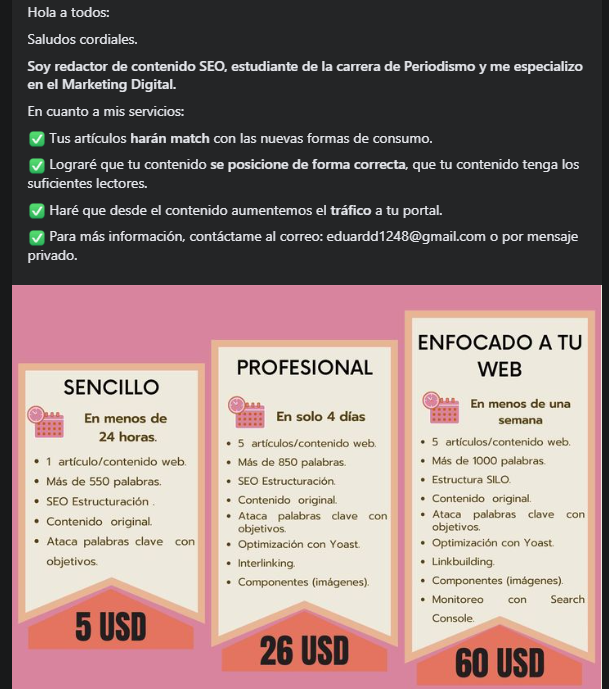 Hola a todos:
Saludos cordiales.
Soy redactor de contenido SEO, estudiante de la carrera de Periodismo y me especializo
en el Marketing Digital.
En cuanto a mis servicios:
✅ Tus artículos harán match con las nuevas formas de consumo.
✅ Lograré que tu contenido se posicione de forma correcta, que tu contenido tenga los
suficientes lectores.
✅ Haré que desde el contenido aumentemos el tráfico a tu portal.
✅ Para más información, contáctame al correo: eduardd1248@gmail.com o por mensaje
privado.
SENCILLO
En menos de
24 horas.
• 1 artículo/contenido web.
• Más de 550 palabras.
• SEO Estructuración .
• Contenido original.
• Ataca palabras clave con
objetivos.
5 USD
PROFESIONAL
En solo 4 días
• 5 artículos/contenido web.
• Más de 850 palabras.
• SEO Estructuración.
• Contenido original.
• Ataca palabras clave con
objetivos.
• Optimización con Yoast.
• Interlinking.
• Componentes (imágenes).
26 USD
ENFOCADO A TU
WEB
En menos de una
semana
• 5 artículos/contenido web.
• Más de 1000 palabras.
• Estructura SILO.
• Contenido original.
• Ataca palabras clave con
objetivos.
• Optimización con Yoast.
• Linkbuilding.
• Componentes (imágenes).
• Monitoreo con Search
Console.
60 USD